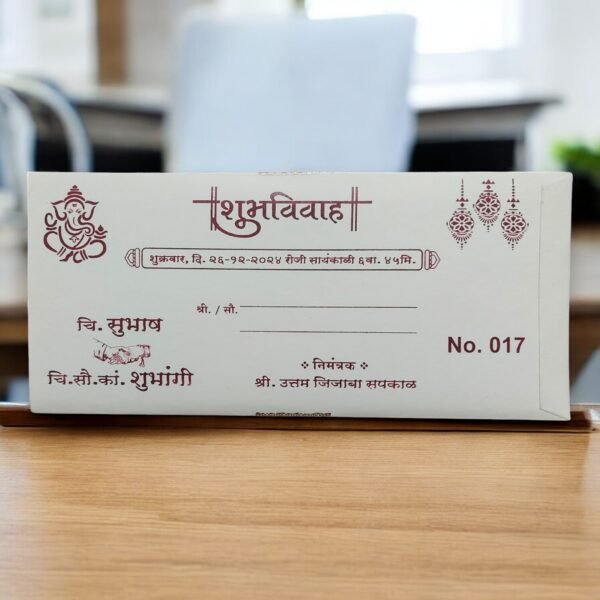 शुभविवाह
शुक्रवार, दि. २६-१२-२०२४ रोजी सायंकाळी ६वा. ४५मि.
श्री. / सौ.
चि. सुभाष
चि.सौ.कां. शुभांगी
No. 017
निमंत्रक
श्री. उत्तम जिजाबा सपकाळ